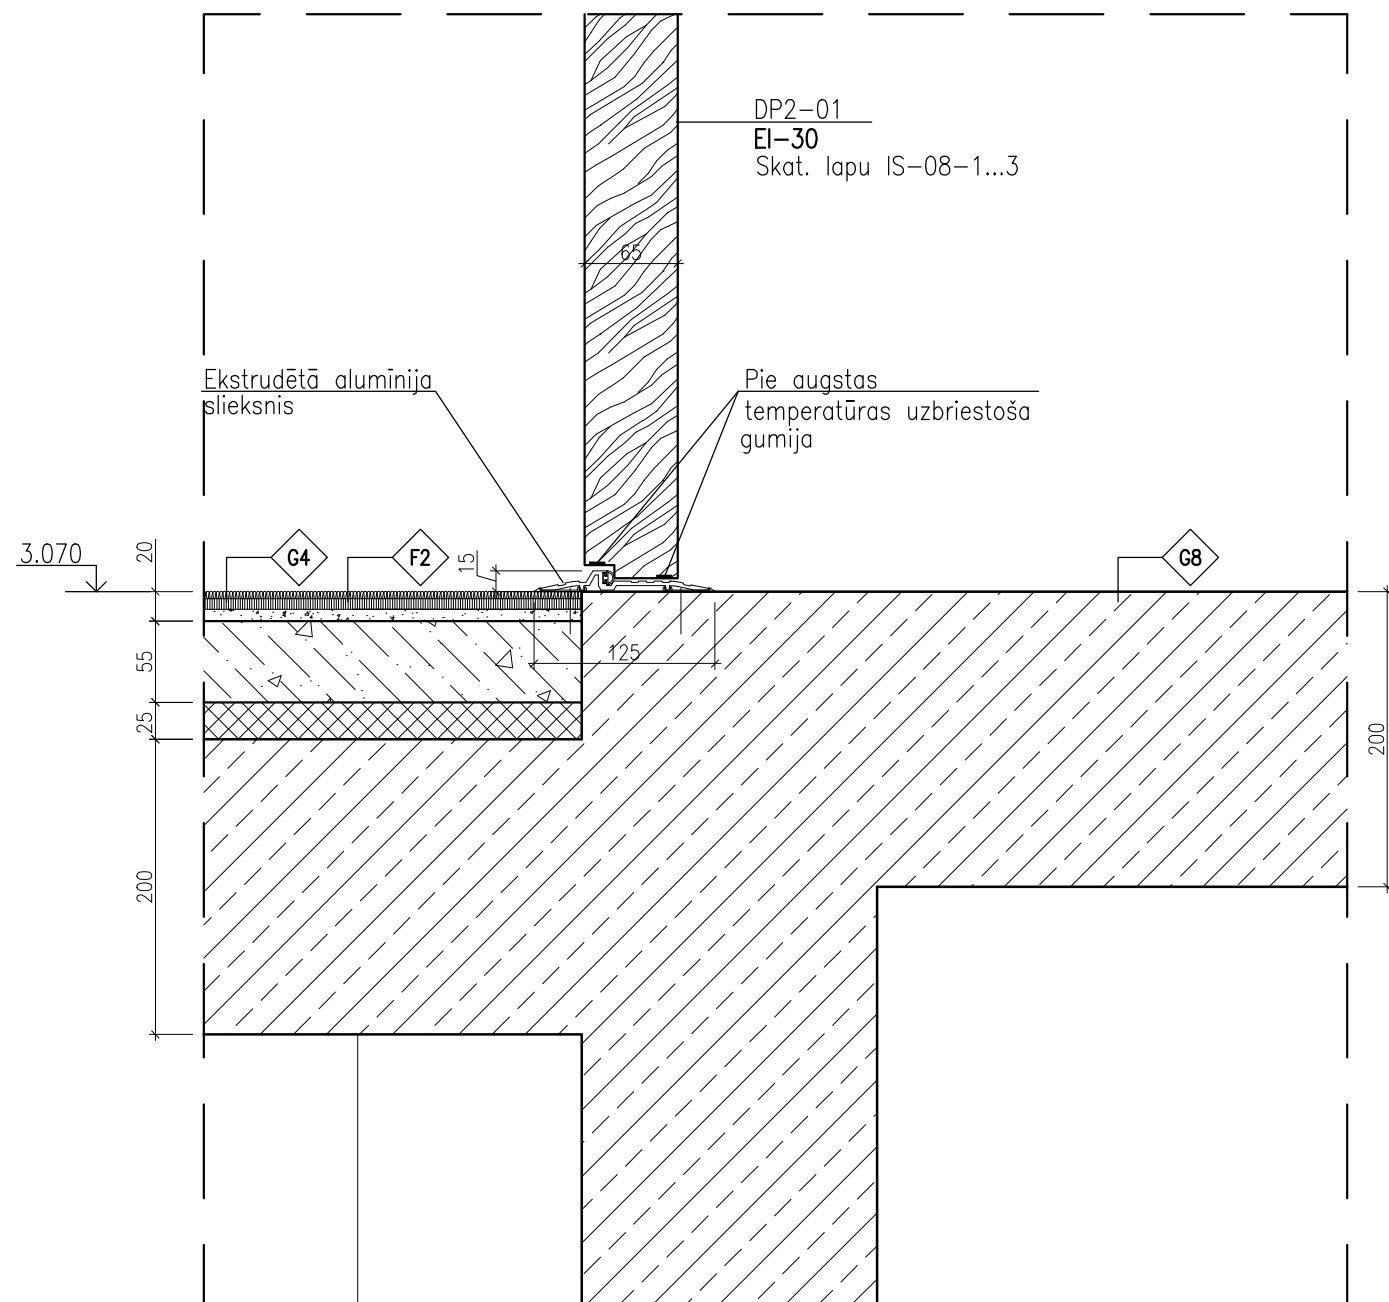 DP2-01
EI-30
Skat. lapu IS-08-1...3
65
Ekstrudētā alumīnija
slieksnis
Pie augstas
temperatūras uzbriestoša
gumija
3.070
20
G4
F2
15
G8
55
125
25
200
200